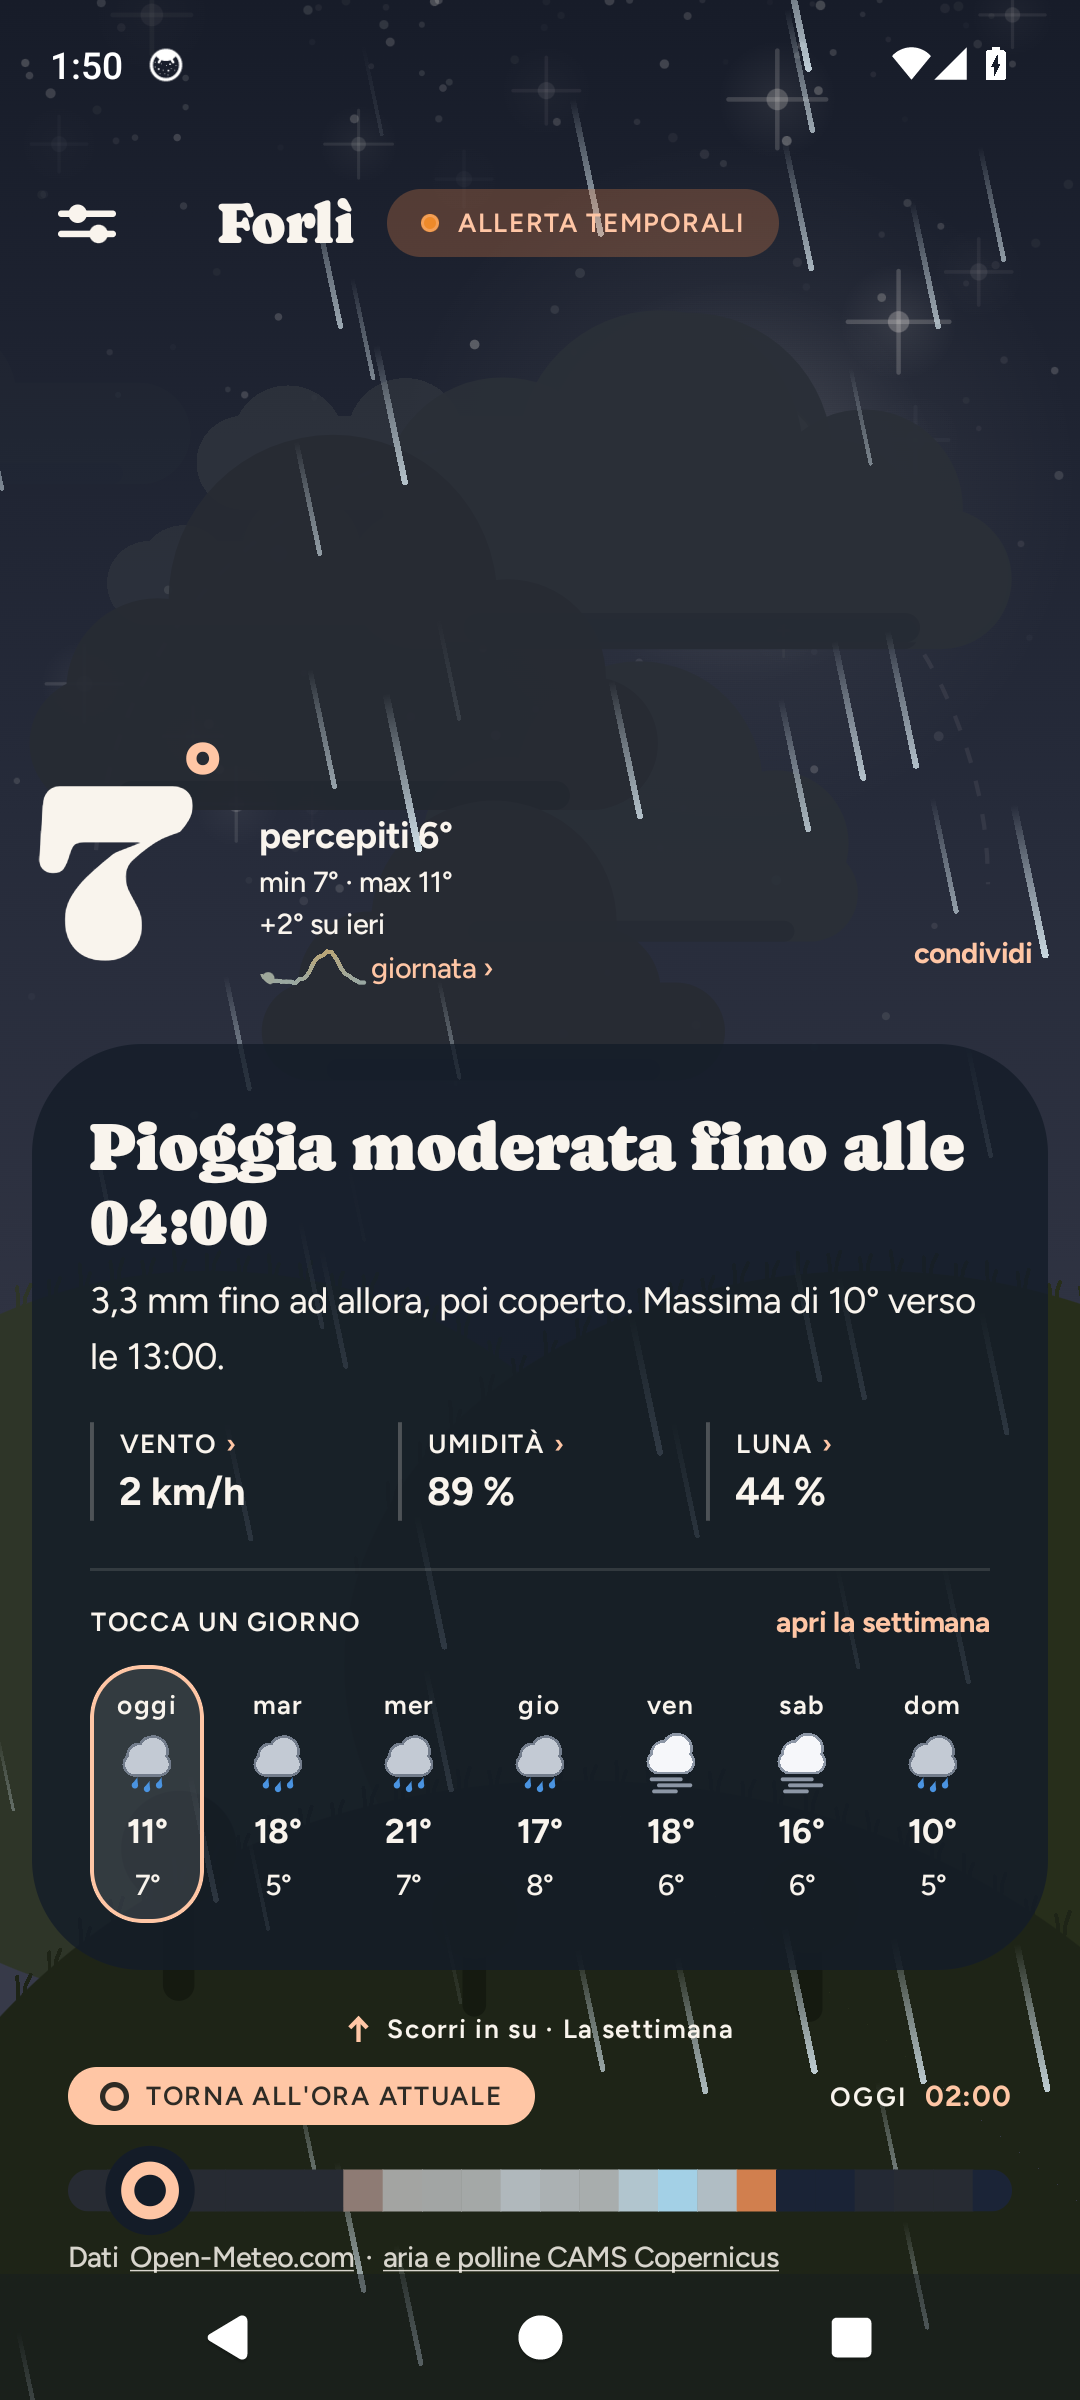 1:50
Forlì
ALLERTA TEMPORALI
7°
percepiti 6°
min 7° · max 11°
+2° su ieri
giornata ›
condividi
Pioggia moderata fino alle
04:00
3,3 mm fino ad allora, poi coperto. Massima di 10° verso
le 13:00.
VENTO › UMIDITÀ › LUNA ›
2 km/h 89 % 44 %
TOCCA UN GIORNO apri la settimana
oggi mar mer gio ven sab dom
11° 18° 21° 17° 18° 16° 10°
7° 5° 7° 8° 6° 6° 5°
↑ Scorri in su · La settimana
TORNA ALL'ORA ATTUALE OGGI 02:00
Dati Open-Meteo.com · aria e polline CAMS Copernicus